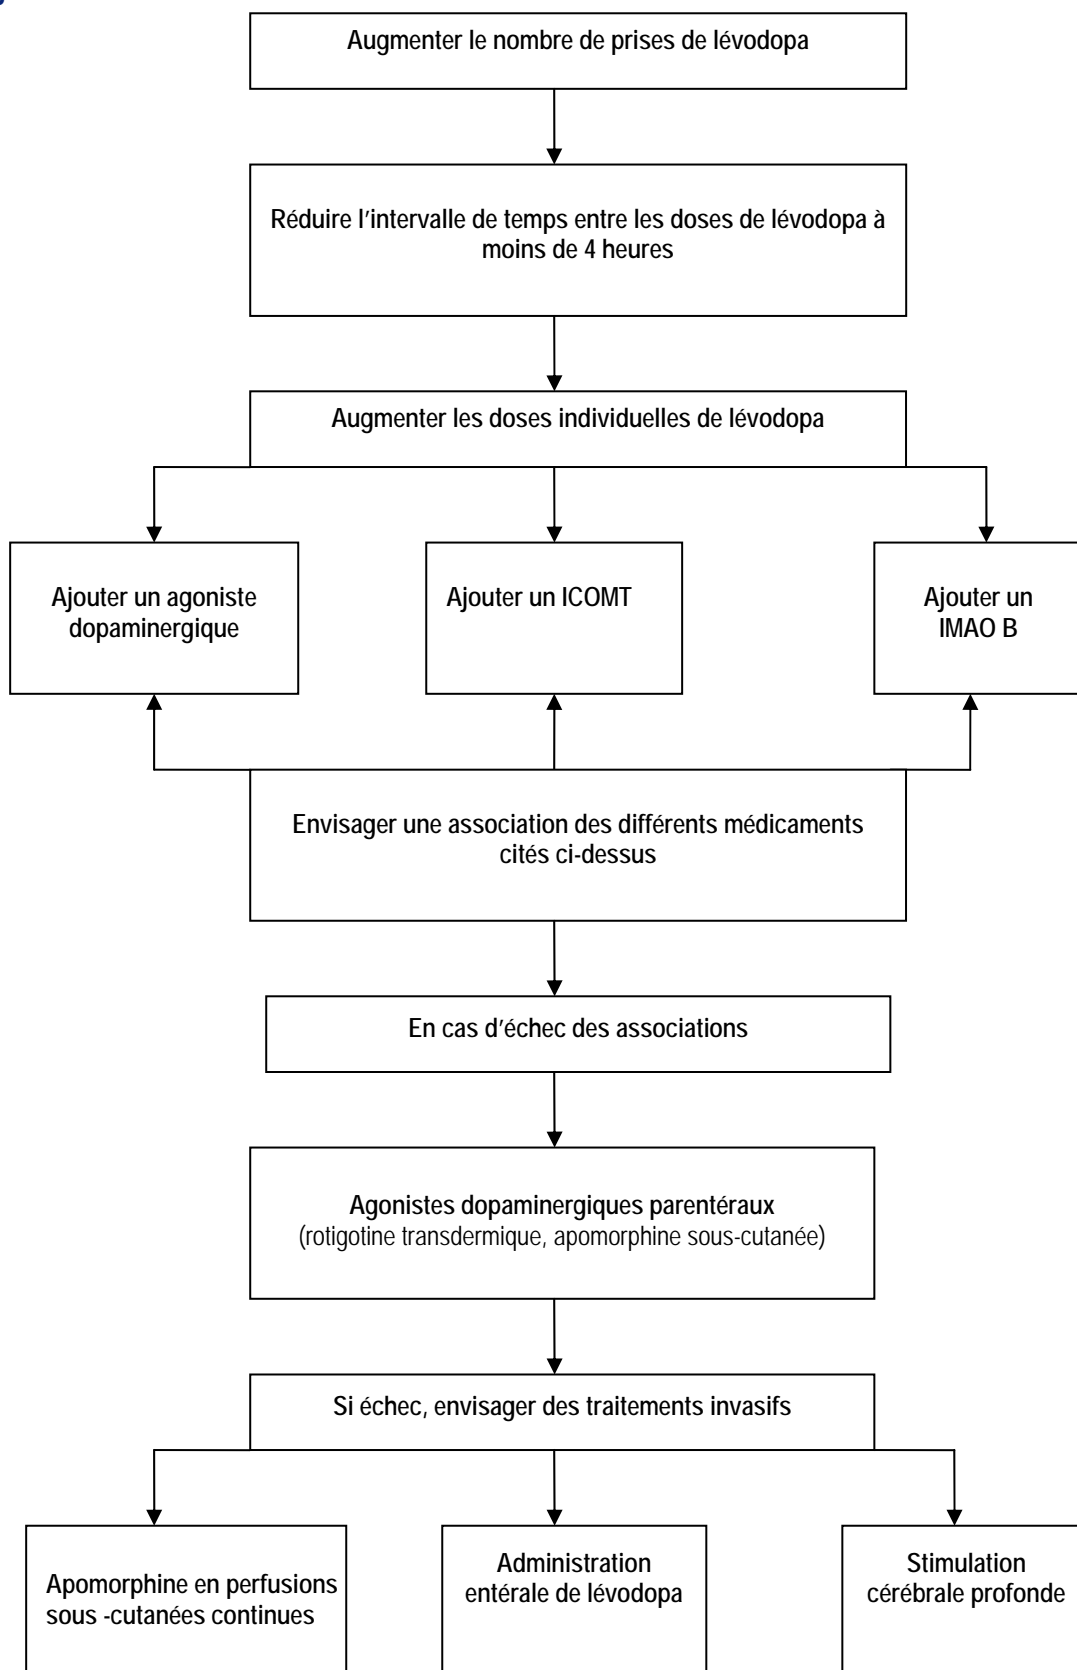 Augmenter le nombre de prises de lévodopa
Réduire l'intervalle de temps entre les doses de lévodopa à
moins de 4 heures
Augmenter les doses individuelles de lévodopa
Ajouter un agoniste
dopaminergique
Ajouter un ICOMT
Ajouter un
IMAO B
Envisager une association des différents médicaments
cités ci-dessus
En cas d'échec des associations
Agonistes dopaminergiques parentéraux
(rotigotine transdermique, apomorphine sous-cutanée)
Si échec, envisager des traitements invasifs
Apomorphine en perfusions
sous -cutanées continues
Administration
entérale de lévodopa
Stimulation
cérébrale profonde